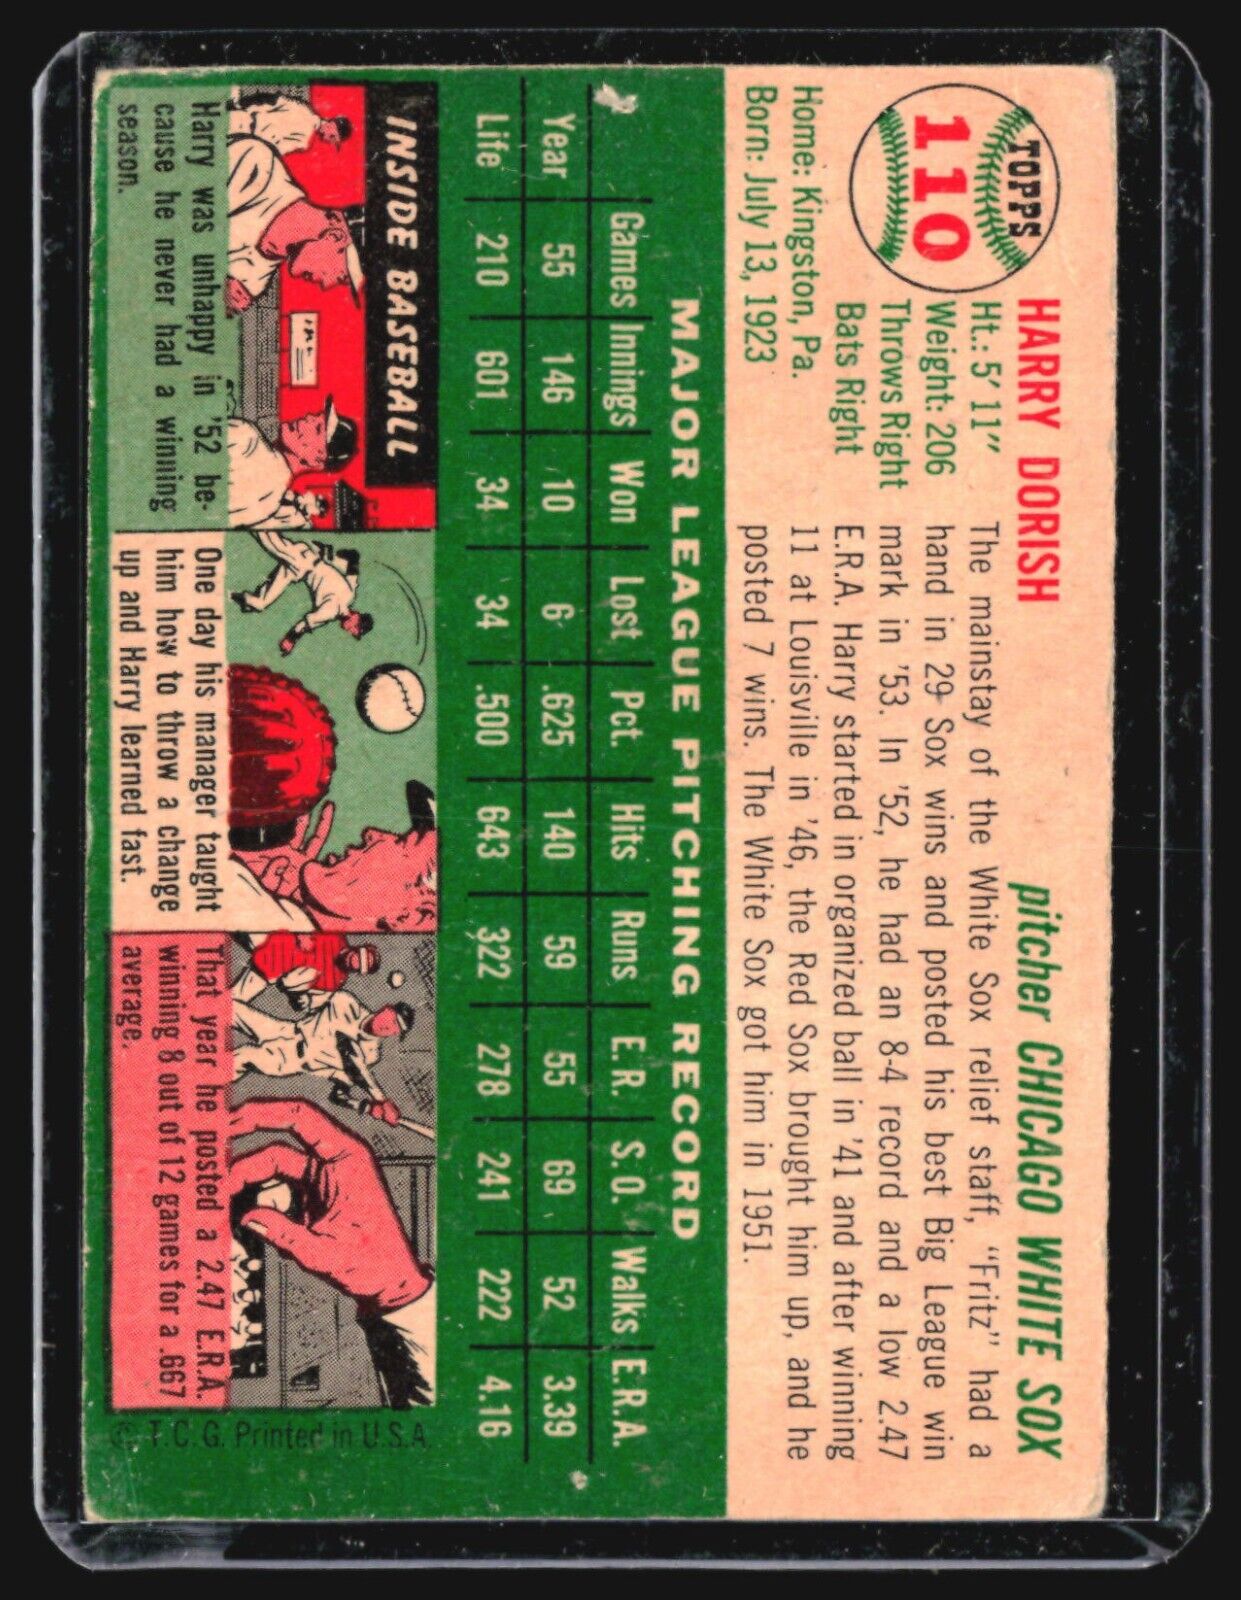 TOPPS
110
HARRY DORISH
pitcher CHICAGO WHITE SOX
Ht.: 5' 11"
Weight: 206
Throws Right
Bats Right
Home: Kingston, Pa.
Born: July 13, 1923
The mainstay of the White Sox relief staff, "Fritz" had a
hand in 29 Sox wins and posted his best Big League win
mark in '53. In '52, he had an 8-4 record and a low 2.47
E.R.A. Harry started in organized ball in '41 and after winning
11 at Louisville in '46, the Red Sox brought him up, and he
posted 7 wins. The White Sox got him in 1951.
MAJOR LEAGUE PITCHING RECORD
Games Innings Won Lost Pct. Hits Runs E.R. S.O. Walks E.R.A.
Year 55 146 10 6 .625 140 59 55 69 52 3.39
Life 210 601 34 34 .500 643 322 278 241 222 4.16
INSIDE BASEBALL
Harry was unhappy in '52 be-
cause he never had a winning
season.
One day his manager taught
him how to throw a change
up and Harry learned fast.
That year he posted a 2.47 E.R.A.
winning 8 out of 12 games for a .667
average.
© T.C.G. Printed in U.S.A.